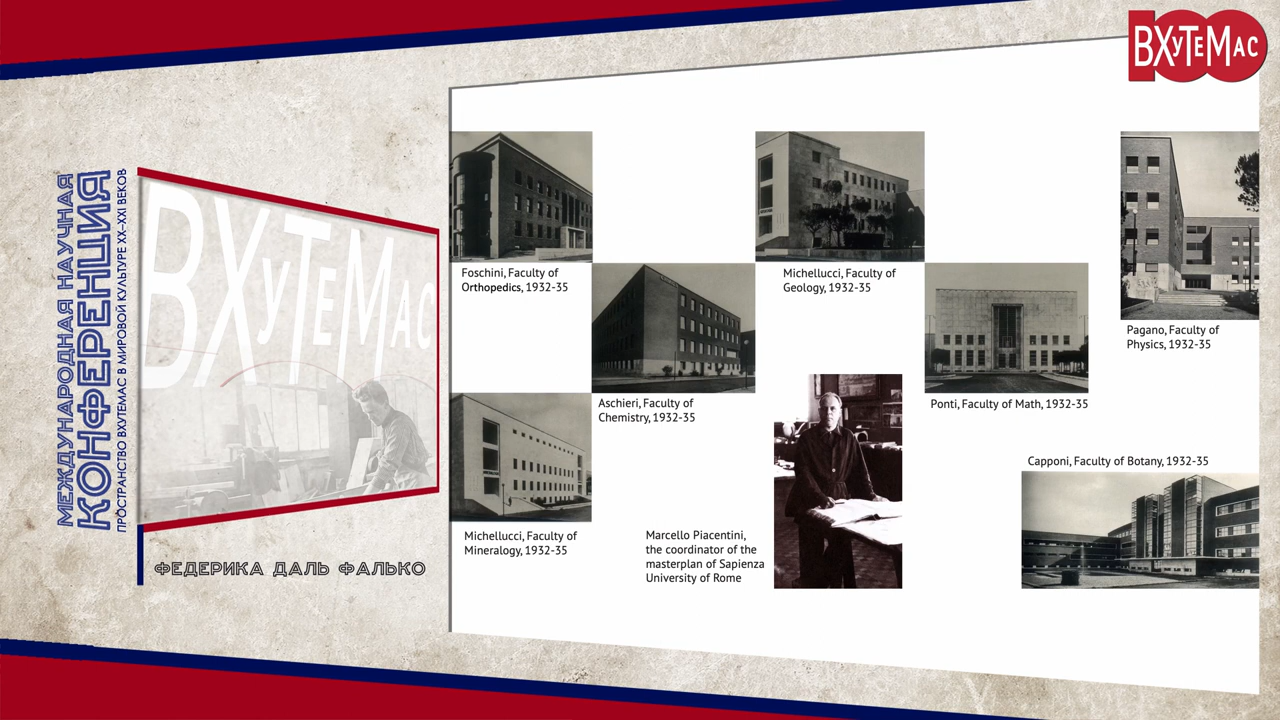 ВХУТЕМАС
МЕЖДУНАРОДНАЯ НАУЧНАЯ
КОНФЕРЕНЦИЯ
ПРОСТРАНСТВО ВХУТЕМАС В МИРОВОЙ КУЛЬТУРЕ XX–XXI ВЕКОВ
ВХУТЕМАС
ФЕДЕРИКА ДАЛЬ ФАЛЬКО
Foschini, Faculty of
Orthopedics, 1932-35
Michellucci, Faculty of
Geology, 1932-35
Pagano, Faculty of
Physics, 1932-35
Aschieri, Faculty of
Chemistry, 1932-35
Ponti, Faculty of Math, 1932-35
Capponi, Faculty of Botany, 1932-35
Michellucci, Faculty of
Mineralogy, 1932-35
Marcello Piacentini,
the coordinator of the
masterplan of Sapienza
University of Rome